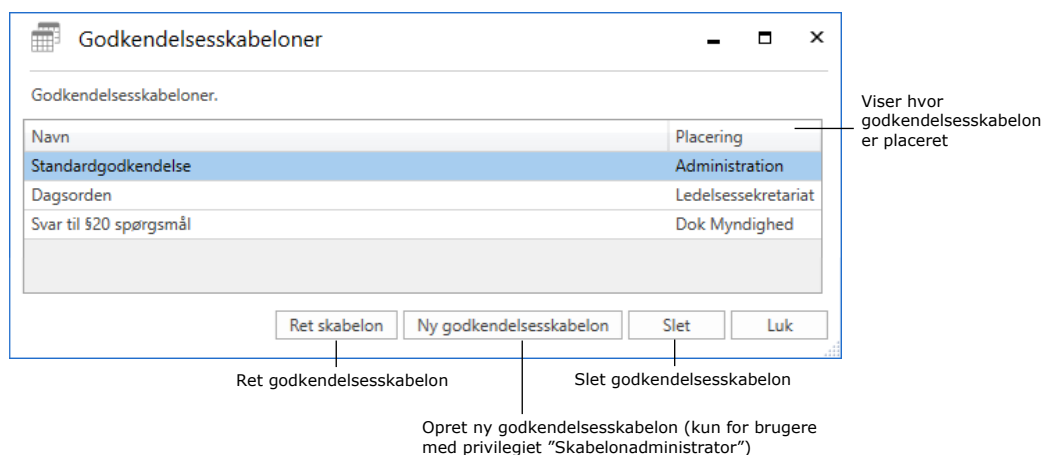 Godkendelsesskabeloner
Godkendelsesskabeloner.
Navn Placering
Standardgodkendelse Administration
Dagsorden Ledelsessekretariat
Svar til §20 spørgsmål Dok Myndighed
Viser hvor
godkendelsesskabelon
er placeret
Ret skabelon Ny godkendelsesskabelon Slet Luk
Ret godkendelsesskabelon Slet godkendelsesskabelon
Opret ny godkendelsesskabelon (kun for brugere
med privilegiet ”Skabelonadministrator”)